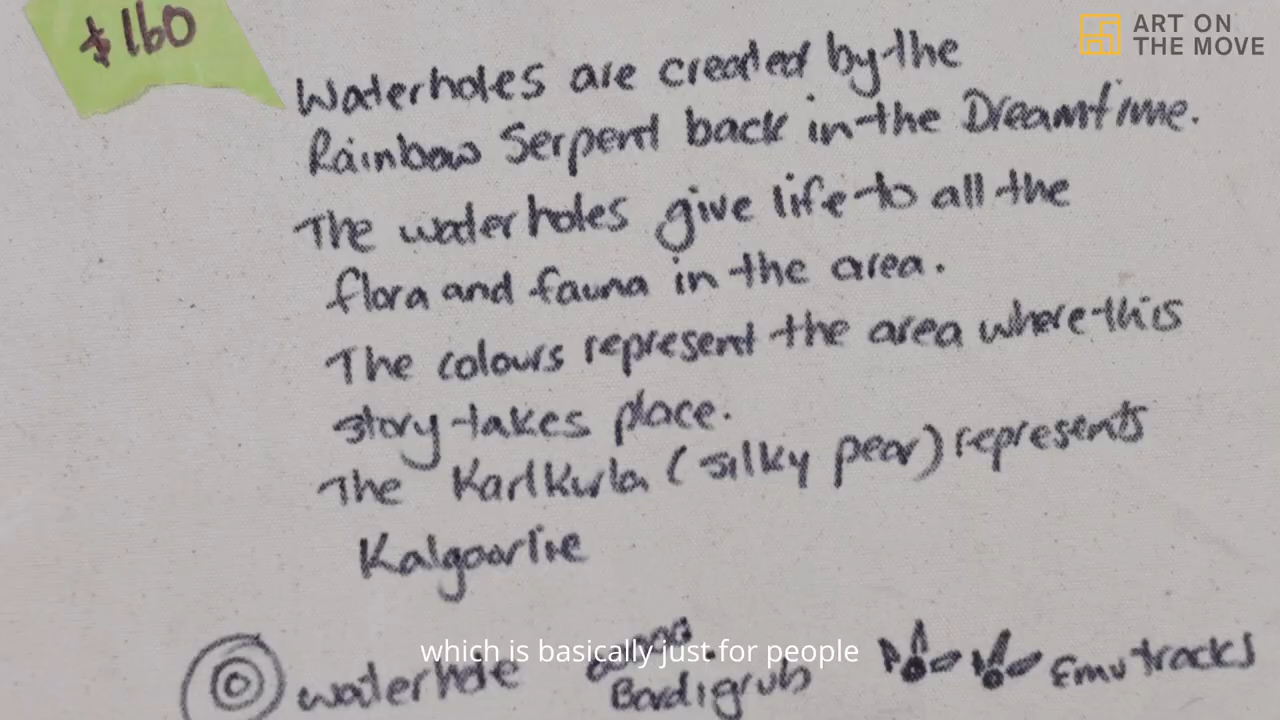 $160
ART ON
THE MOVE
Waterholes are created by the
Rainbow Serpent back in the Dreamtime.
The waterholes give life to all the
flora and fauna in the area.
The colours represent the area where this
story takes place.
The Karlkurla (silky pear) represents
Kalgoorlie
which is basically just for people
waterhole
Bardi grub
Emu tracks